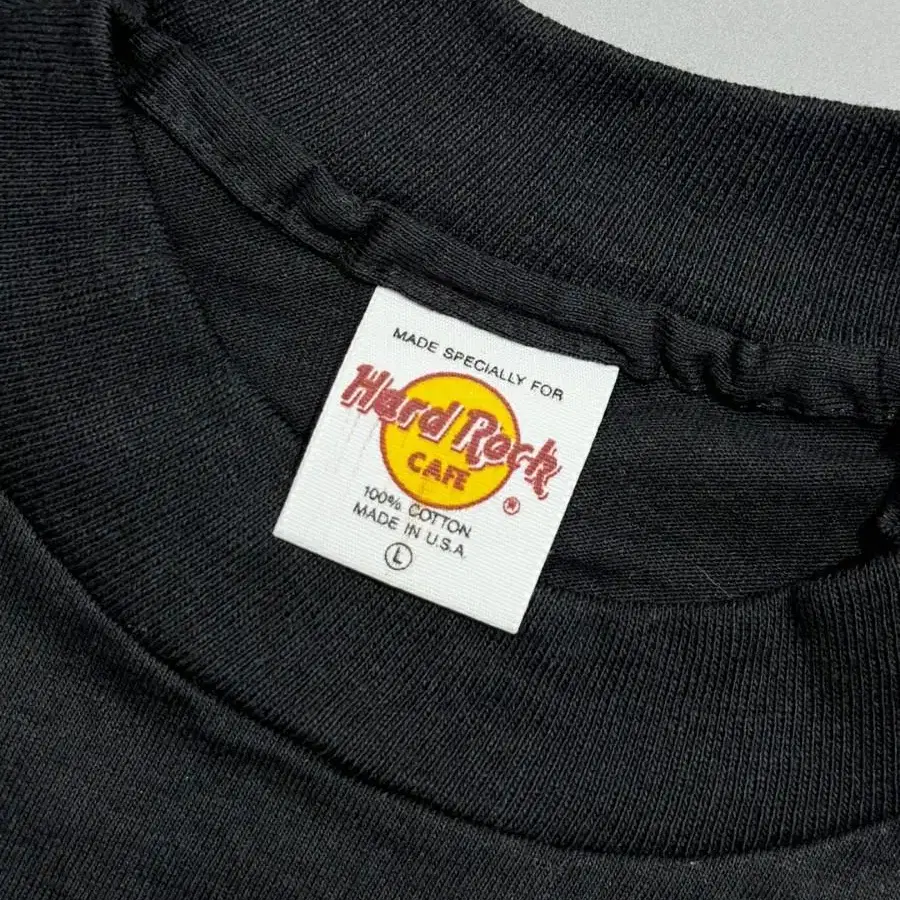 MADE SPECIALLY FOR
Hard Rock
CAFE
®
100% COTTON
MADE IN U.S.A.
L